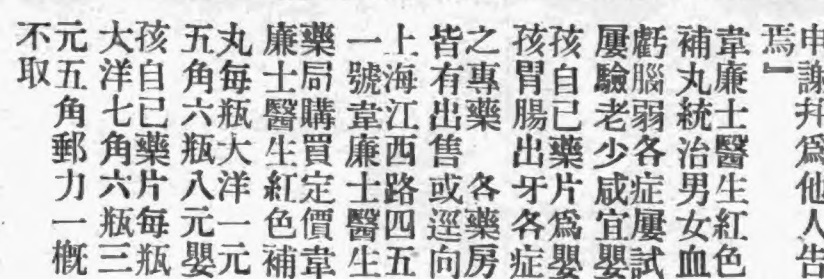 申謝幷爲他人告
焉』
韋廉士醫生紅色
補丸統治男女血
虧腦弱各症屢試
屢驗老少咸宜嬰
孩自已藥片爲嬰
孩胃腸出牙各症
之專藥　各藥房
皆有出售或逕向
上海江西路四五
一號韋廉士醫生
藥局購買定價韋
廉士醫生紅色補
丸每瓶大洋一元
五角六瓶八元嬰
孩自已藥片每瓶
大洋七角六瓶三
元五角郵力一槪
不取